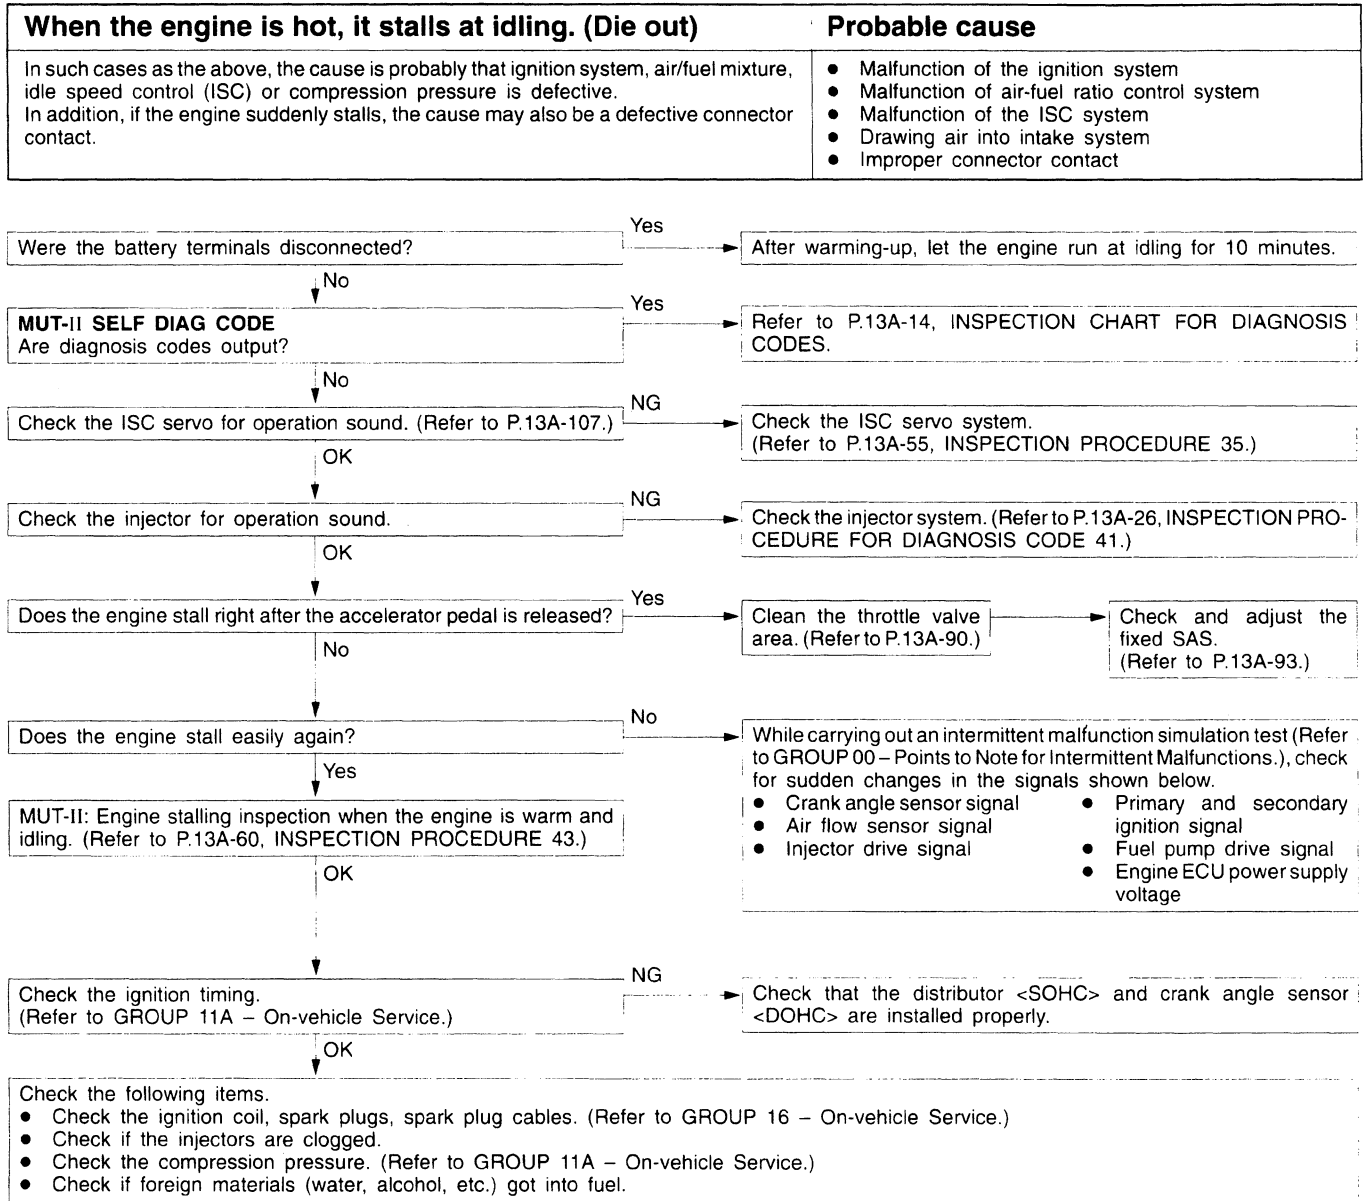 When the engine is hot, it stalls at idling. (Die out)
Probable cause
In such cases as the above, the cause is probably that ignition system, air/fuel mixture,
idle speed control (ISC) or compression pressure is defective.
In addition, if the engine suddenly stalls, the cause may also be a defective connector
contact.
● Malfunction of the ignition system
● Malfunction of air-fuel ratio control system
● Malfunction of the ISC system
● Drawing air into intake system
● Improper connector contact
Were the battery terminals disconnected?
Yes
After warming-up, let the engine run at idling for 10 minutes.
No
MUT-II SELF DIAG CODE
Are diagnosis codes output?
Yes
Refer to P.13A-14, INSPECTION CHART FOR DIAGNOSIS
CODES.
No
Check the ISC servo for operation sound. (Refer to P.13A-107.)
NG
Check the ISC servo system.
(Refer to P.13A-55, INSPECTION PROCEDURE 35.)
OK
Check the injector for operation sound.
NG
Check the injector system. (Refer to P.13A-26, INSPECTION PRO-
CEDURE FOR DIAGNOSIS CODE 41.)
OK
Does the engine stall right after the accelerator pedal is released?
Yes
Clean the throttle valve
area. (Refer to P.13A-90.)
Check and adjust the
fixed SAS.
(Refer to P.13A-93.)
No
Does the engine stall easily again?
No
While carrying out an intermittent malfunction simulation test (Refer
to GROUP 00 – Points to Note for Intermittent Malfunctions.), check
for sudden changes in the signals shown below.
● Crank angle sensor signal
● Air flow sensor signal
● Injector drive signal
● Primary and secondary
ignition signal
● Fuel pump drive signal
● Engine ECU power supply
voltage
Yes
MUT-II: Engine stalling inspection when the engine is warm and
idling. (Refer to P.13A-60, INSPECTION PROCEDURE 43.)
OK
Check the ignition timing.
(Refer to GROUP 11A – On-vehicle Service.)
NG
Check that the distributor <SOHC> and crank angle sensor
<DOHC> are installed properly.
OK
Check the following items.
● Check the ignition coil, spark plugs, spark plug cables. (Refer to GROUP 16 – On-vehicle Service.)
● Check if the injectors are clogged.
● Check the compression pressure. (Refer to GROUP 11A – On-vehicle Service.)
● Check if foreign materials (water, alcohol, etc.) got into fuel.